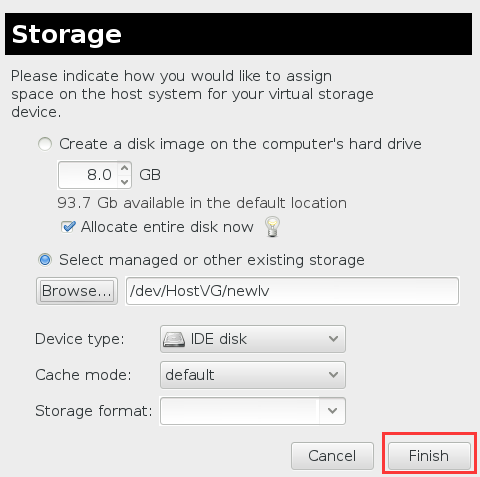 Storage
Please indicate how you would like to assign
space on the host system for your virtual storage
device.
Create a disk image on the computer's hard drive
8.0 GB
93.7 Gb available in the default location
Allocate entire disk now
Select managed or other existing storage
Browse... /dev/HostVG/newlv
Device type: IDE disk
Cache mode: default
Storage format:
Cancel Finish